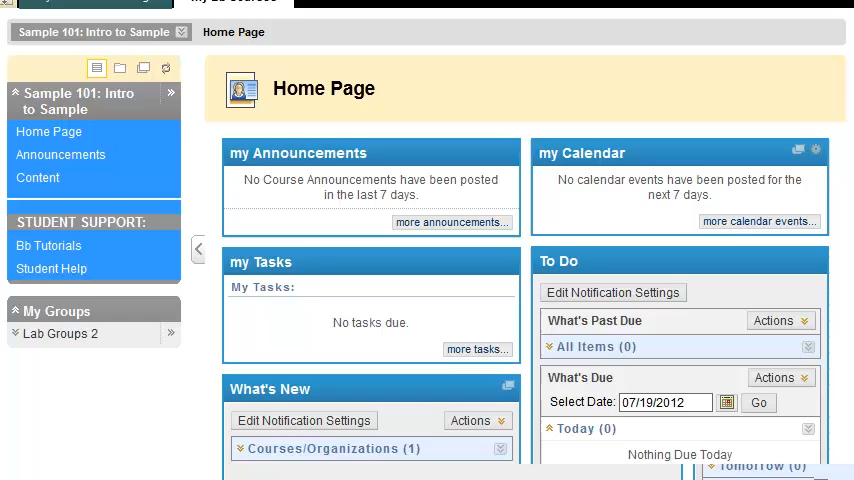 Sample 101: Intro to Sample
Home Page
Sample 101: Intro
to Sample
Home Page
Announcements
Content
STUDENT SUPPORT:
Bb Tutorials
Student Help
My Groups
Lab Groups 2
Home Page
my Announcements
No Course Announcements have been posted
in the last 7 days.
more announcements...
my Calendar
No calendar events have been posted for the
next 7 days.
more calendar events...
my Tasks
My Tasks:
No tasks due.
more tasks...
To Do
Edit Notification Settings
What's Past Due
Actions
All Items (0)
What's Due
Actions
Select Date: 07/19/2012 Go
Today (0)
Nothing Due Today
Tomorrow (0)
What's New
Edit Notification Settings
Actions
Courses/Organizations (1)